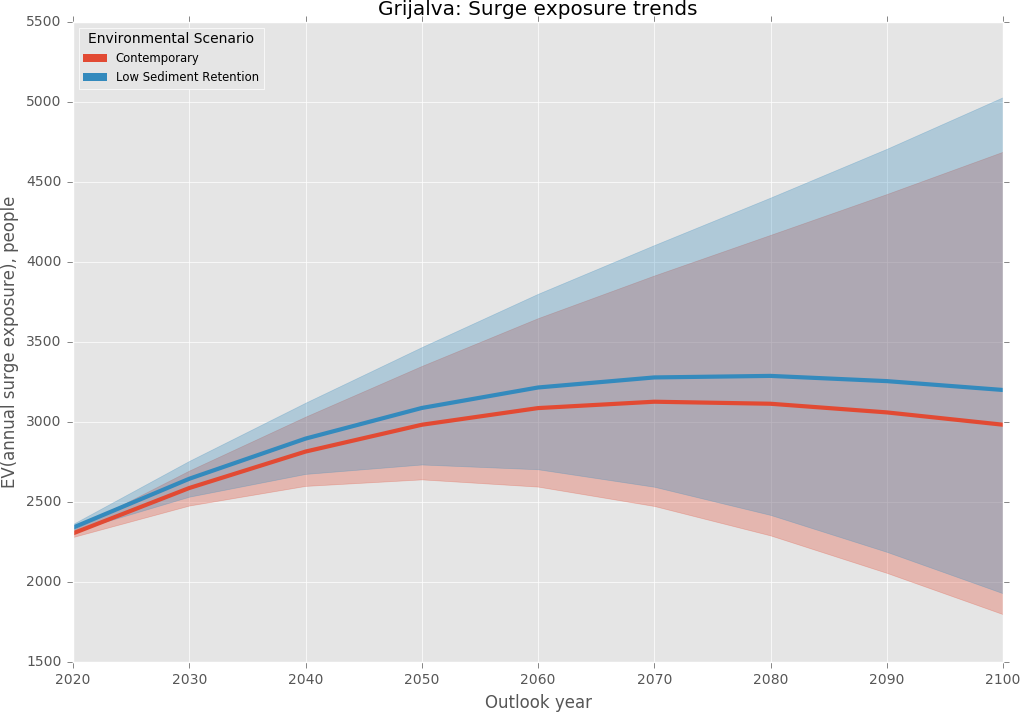 Grijalva: Surge exposure trends
Environmental Scenario
Contemporary
Low Sediment Retention
EV(annual surge exposure), people
5500
5000
4500
4000
3500
3000
2500
2000
1500
2020 2030 2040 2050 2060 2070 2080 2090 2100
Outlook year